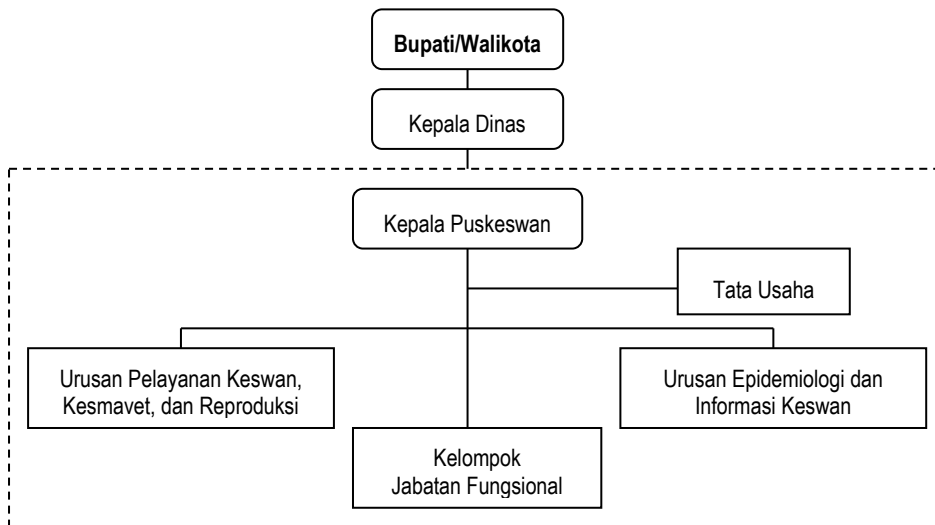 Bupati/Walikota
Kepala Dinas
Kepala Puskeswan
Tata Usaha
Urusan Pelayanan Keswan,
Kesmavet, dan Reproduksi
Urusan Epidemiologi dan
Informasi Keswan
Kelompok
Jabatan Fungsional